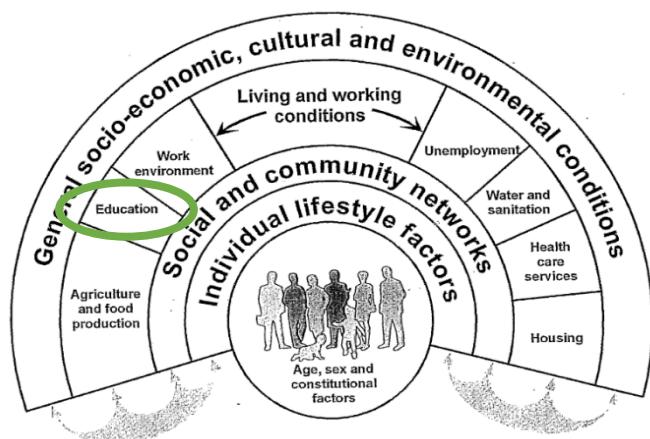 General socio-economic, cultural and environmental conditions
Living and working
conditions
Work
environment
Unemployment
Education
Water and
sanitation
Social and community networks
Individual lifestyle factors
Health
care
services
Agriculture
and food
production
Housing
Age, sex and
constitutional
factors